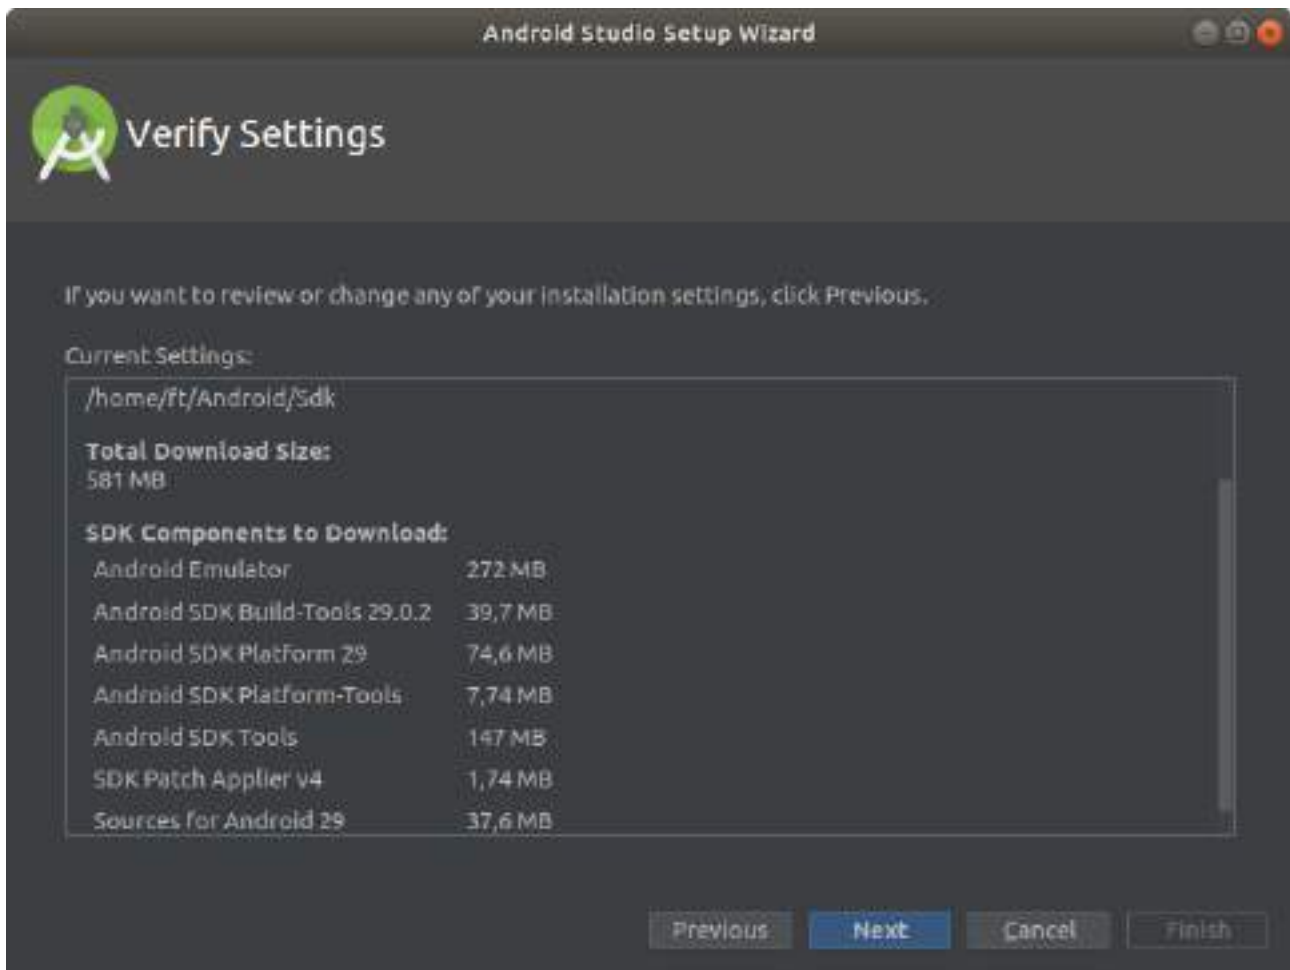 Android Studio Setup Wizard
Verify Settings
If you want to review or change any of your installation settings, click Previous.
Current Settings:
/home/ft/Android/Sdk
Total Download Size:
581 MB
SDK Components to Download:
Android Emulator 272 MB
Android SDK Build-Tools 29.0.2 39,7 MB
Android SDK Platform 29 74,6 MB
Android SDK Platform-Tools 7,74 MB
Android SDK Tools 147 MB
SDK Patch Applier v4 1,74 MB
Sources for Android 29 37,6 MB
Previous Next Cancel Finish